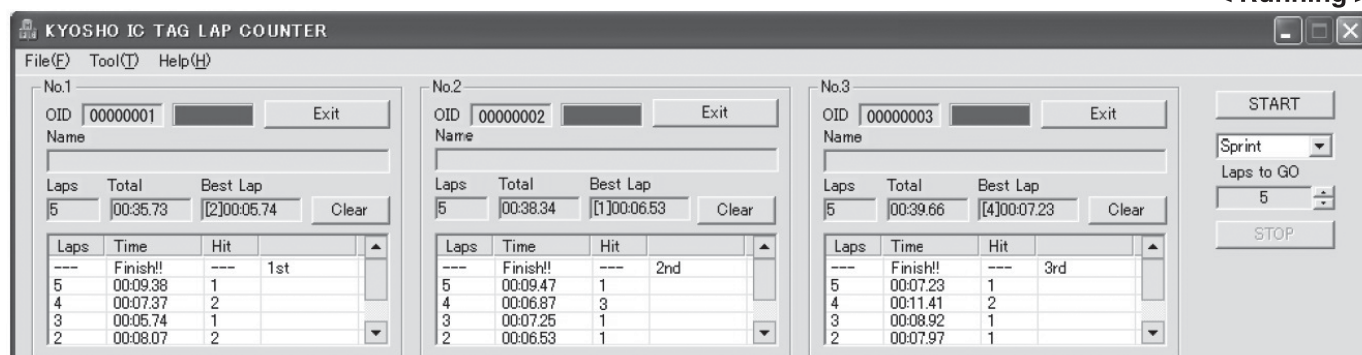 KYOSHO IC TAG LAP COUNTER
File(F) Tool(T) Help(H)
No.1
OID 00000001 Exit
Name
Laps Total Best Lap
5 00:35.73 [2]00:05.74 Clear
Laps Time Hit
--- Finish!! --- 1st
5 00:09.38 1
4 00:07.37 2
3 00:05.74 1
2 00:08.07 2
No.2
OID 00000002 Exit
Name
Laps Total Best Lap
5 00:38.34 [1]00:06.53 Clear
Laps Time Hit
--- Finish!! --- 2nd
5 00:09.47 1
4 00:06.87 3
3 00:07.25 1
2 00:06.53 1
No.3
OID 00000003 Exit
Name
Laps Total Best Lap
5 00:39.66 [4]00:07.23 Clear
Laps Time Hit
--- Finish!! --- 3rd
5 00:07.23 1
4 00:11.41 2
3 00:08.92 1
2 00:07.97 1
START
Sprint
Laps to GO
5
STOP